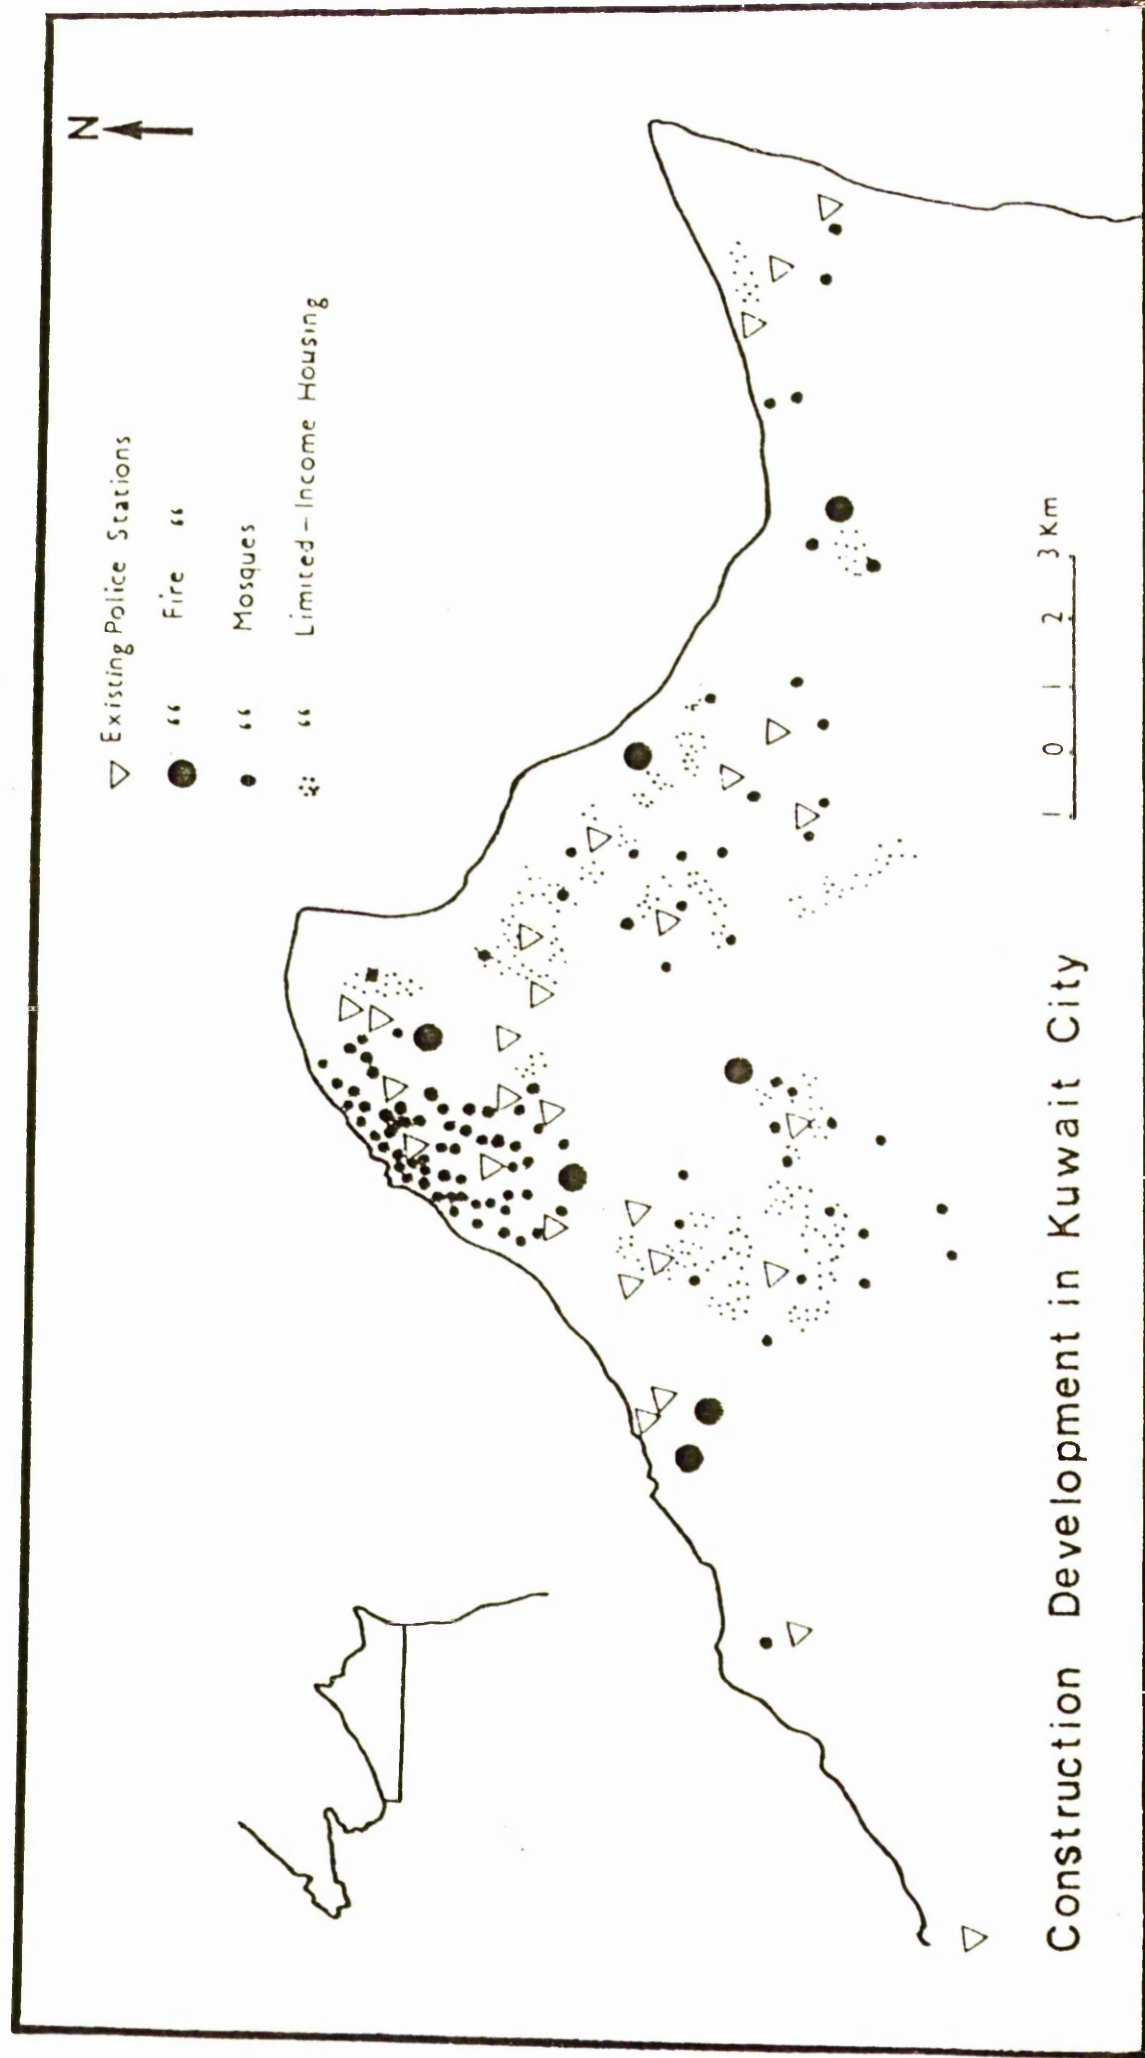 N
Existing Police Stations
“ Fire “
“ Mosques
“ Limited-Income Housing
1 0 1 2 3 Km
Construction Development in Kuwait City